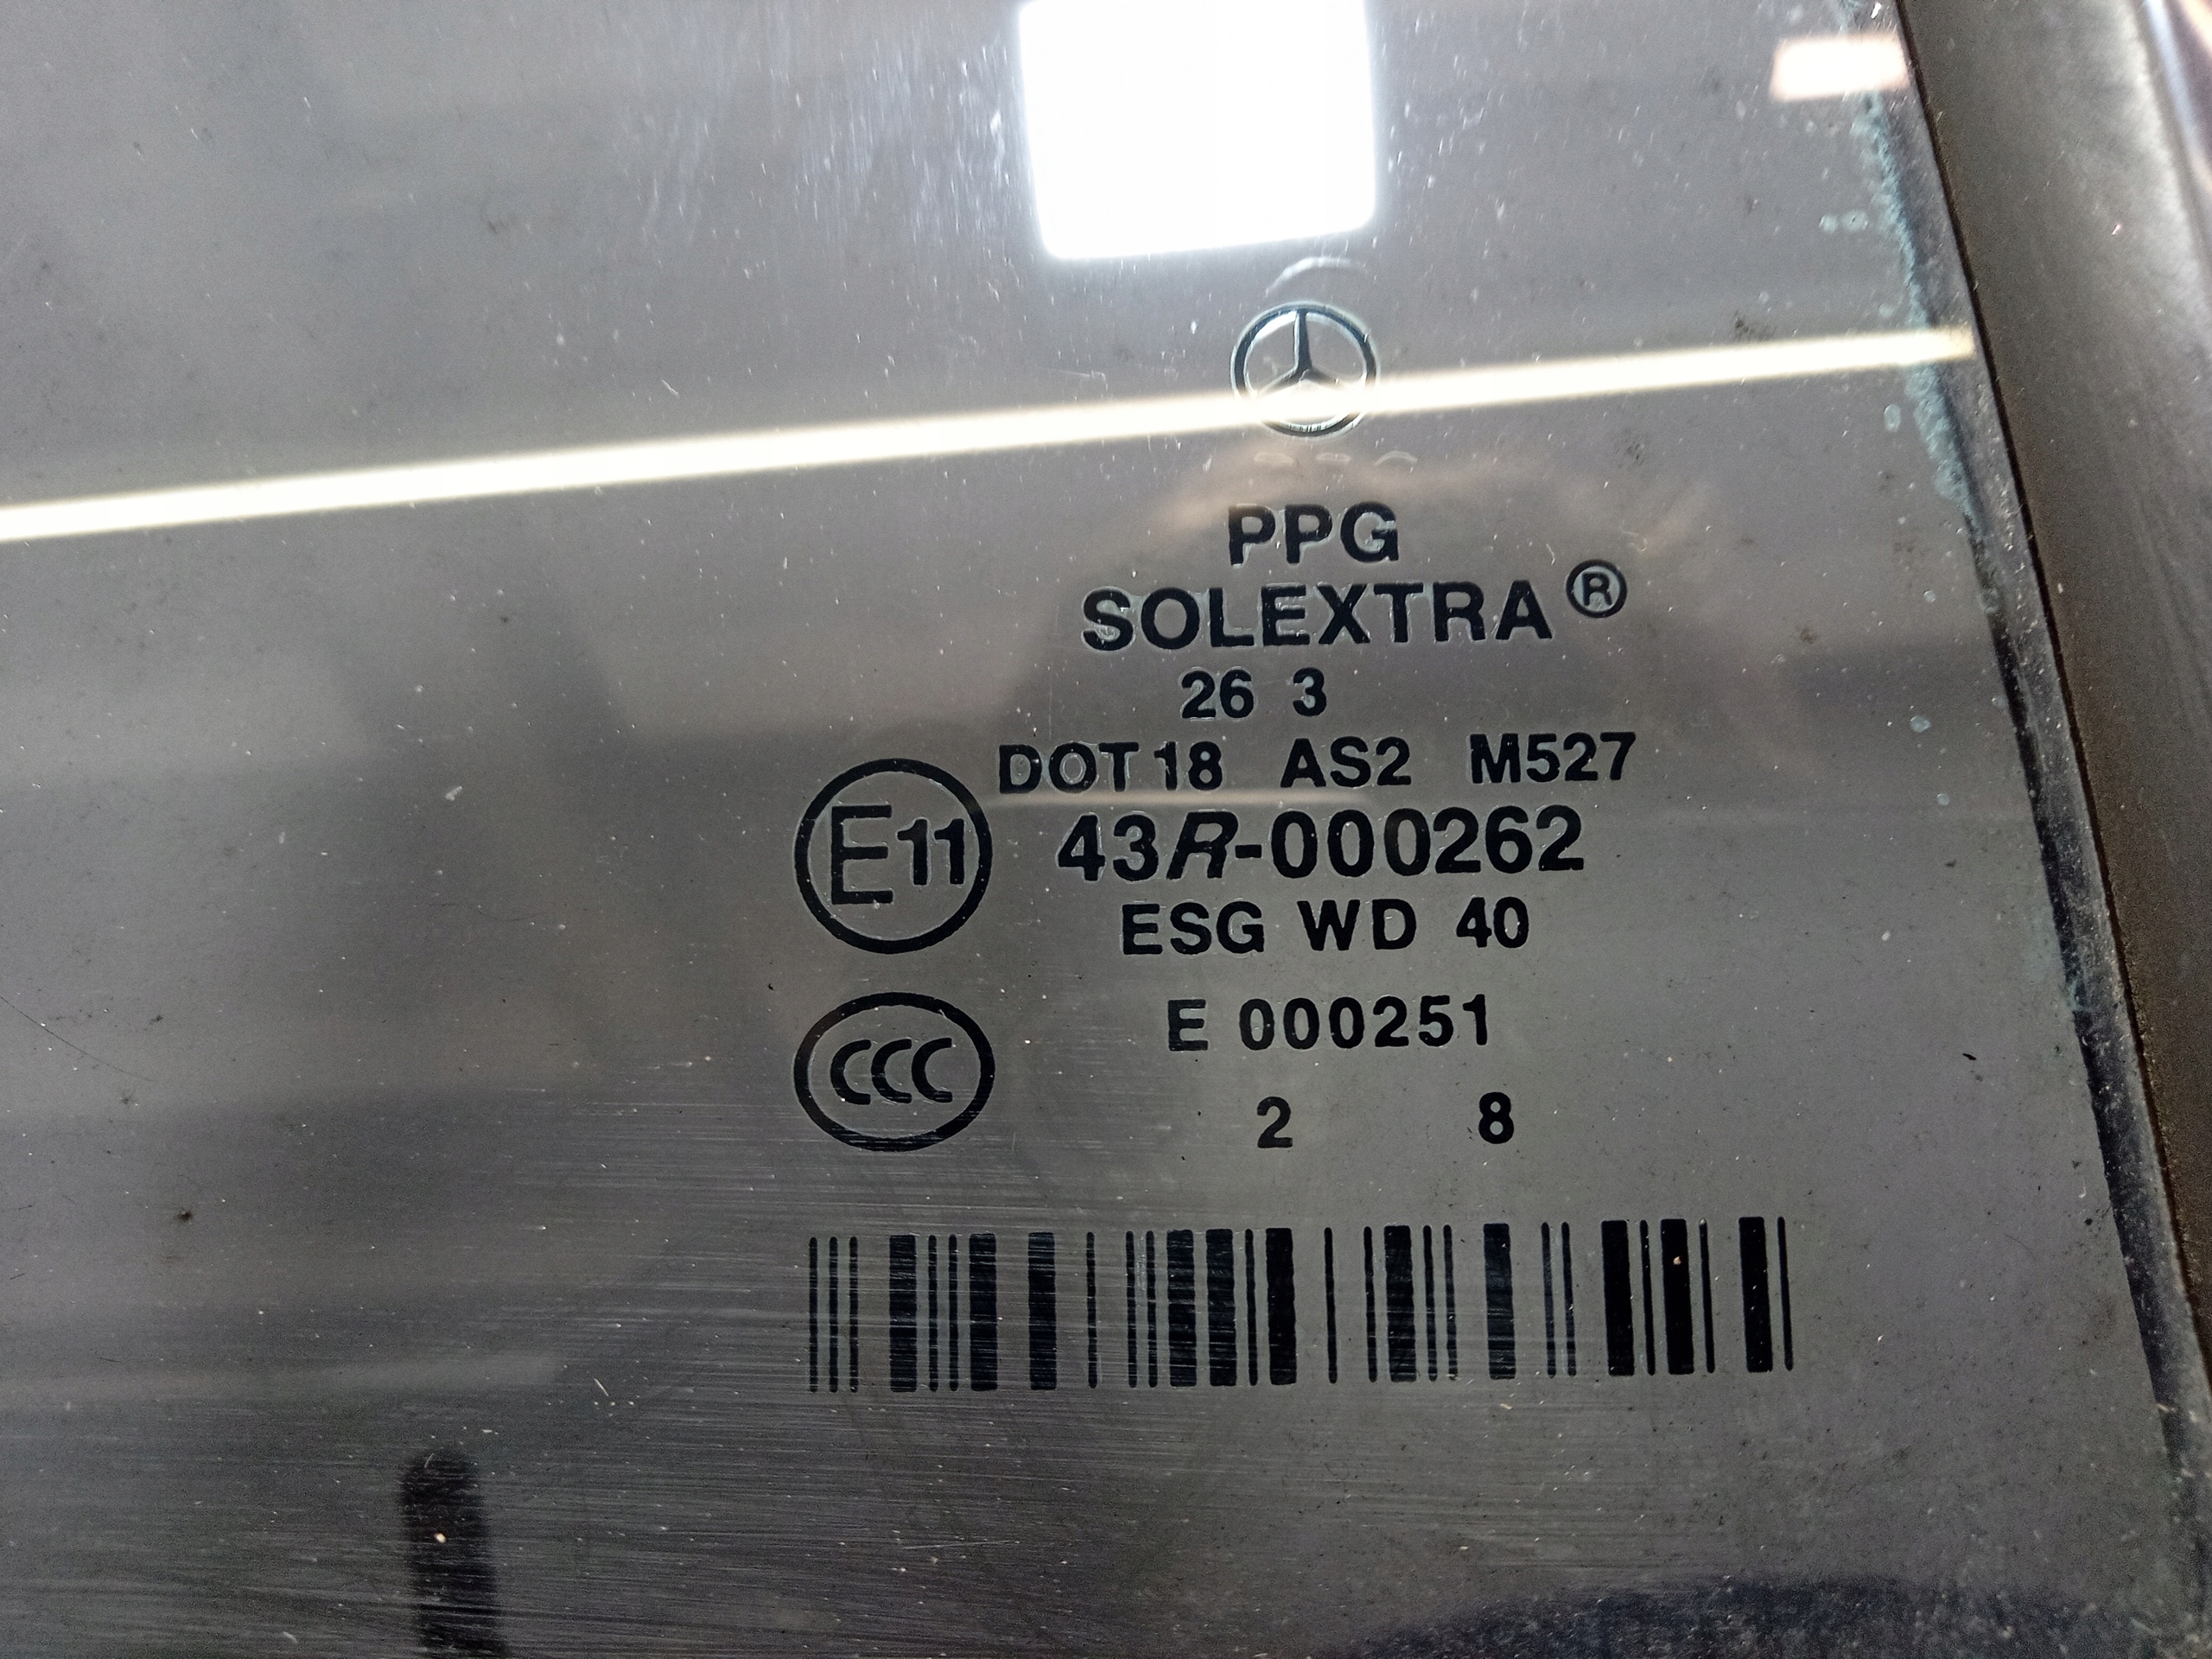 PPG
SOLEXTRA®
26 3
DOT 18 AS2 M527
E11 43R-000262
ESG WD 40
CCC E 000251
2 8